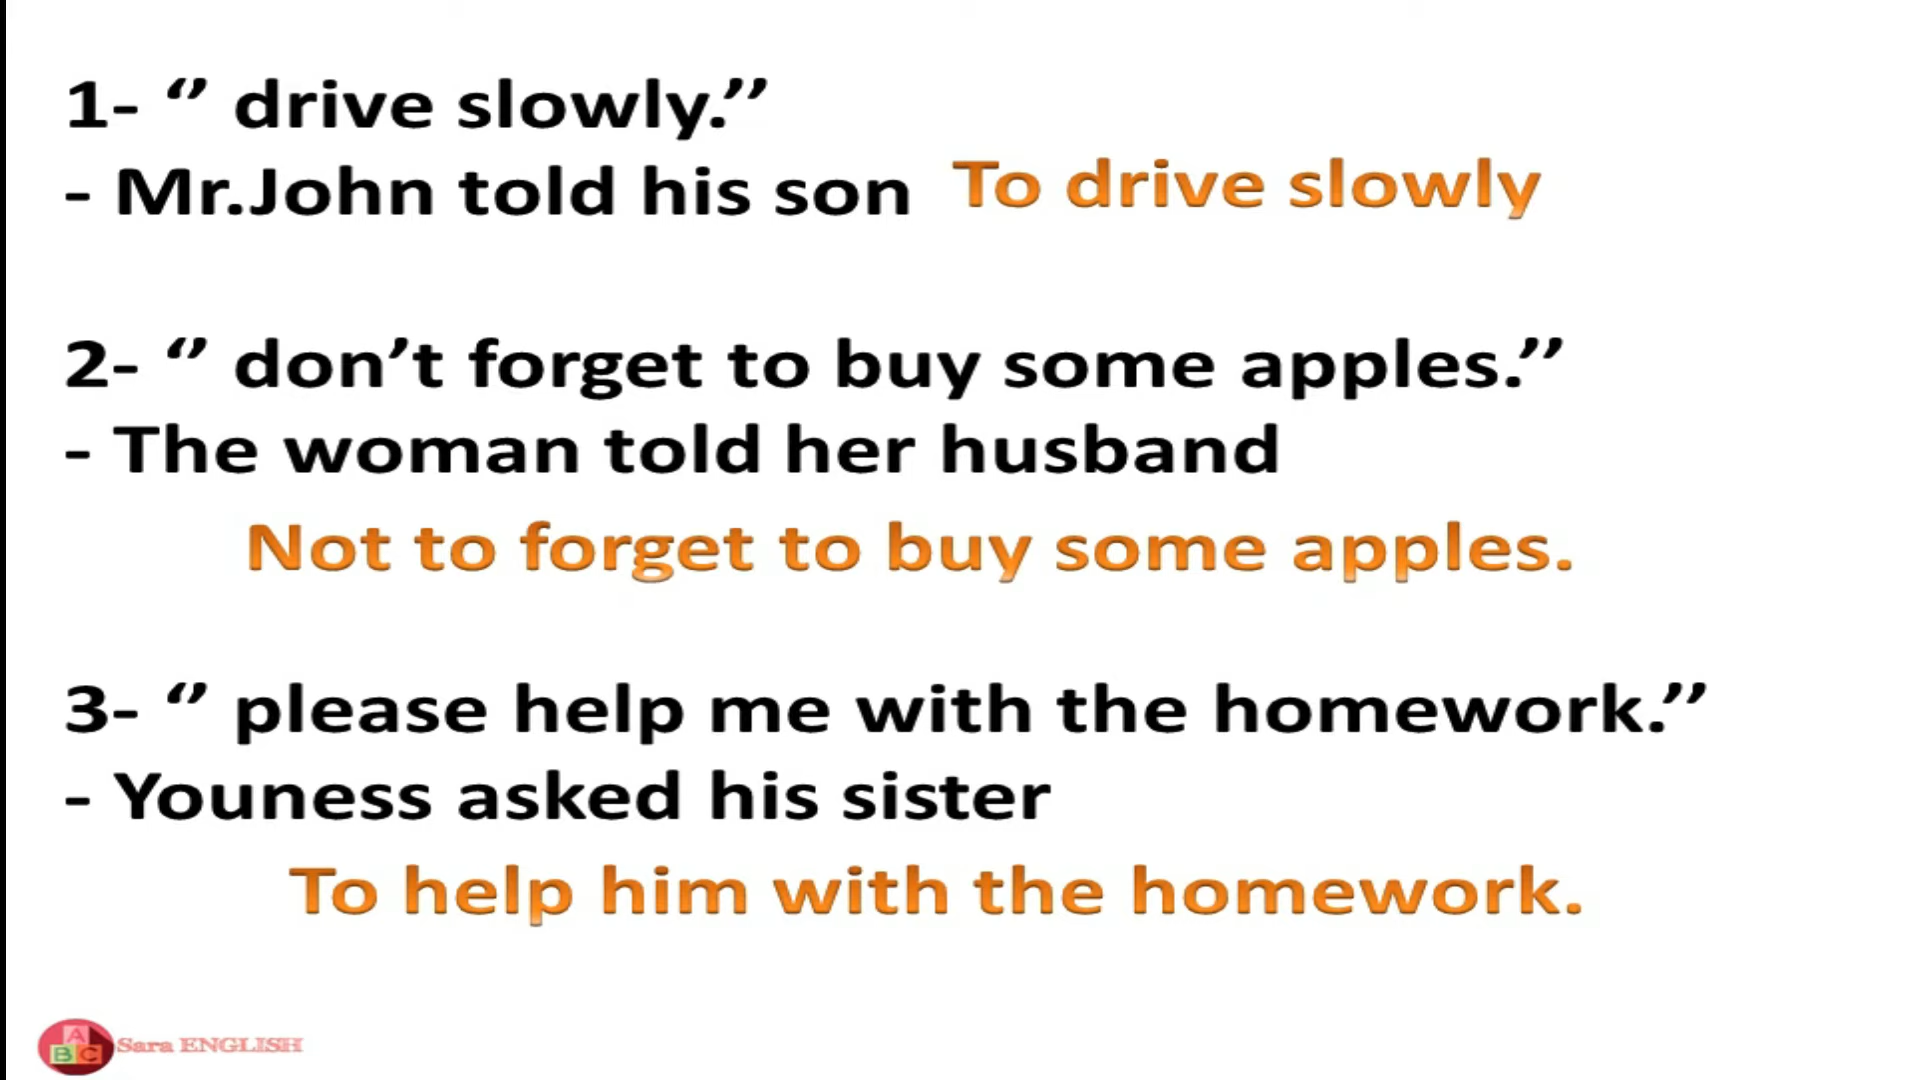 1- “ drive slowly.”
- Mr.John told his son To drive slowly
2- “ don’t forget to buy some apples.”
- The woman told her husband
Not to forget to buy some apples.
3- “ please help me with the homework.”
- Youness asked his sister
To help him with the homework.
A
B C Sara ENGLISH